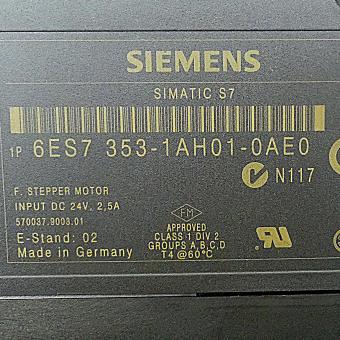 SIEMENS
SIMATIC S7
1P 6ES7 353-1AH01-0AE0
N117
.F. STEPPER MOTOR
INPUT DC 24V, 2,5A
570037.9003.01
E-Stand: 02
Made in Germany
FM
APPROVED
CLASS 1 DIV 2
GROUPS A,B,C,D
T4 @60°C